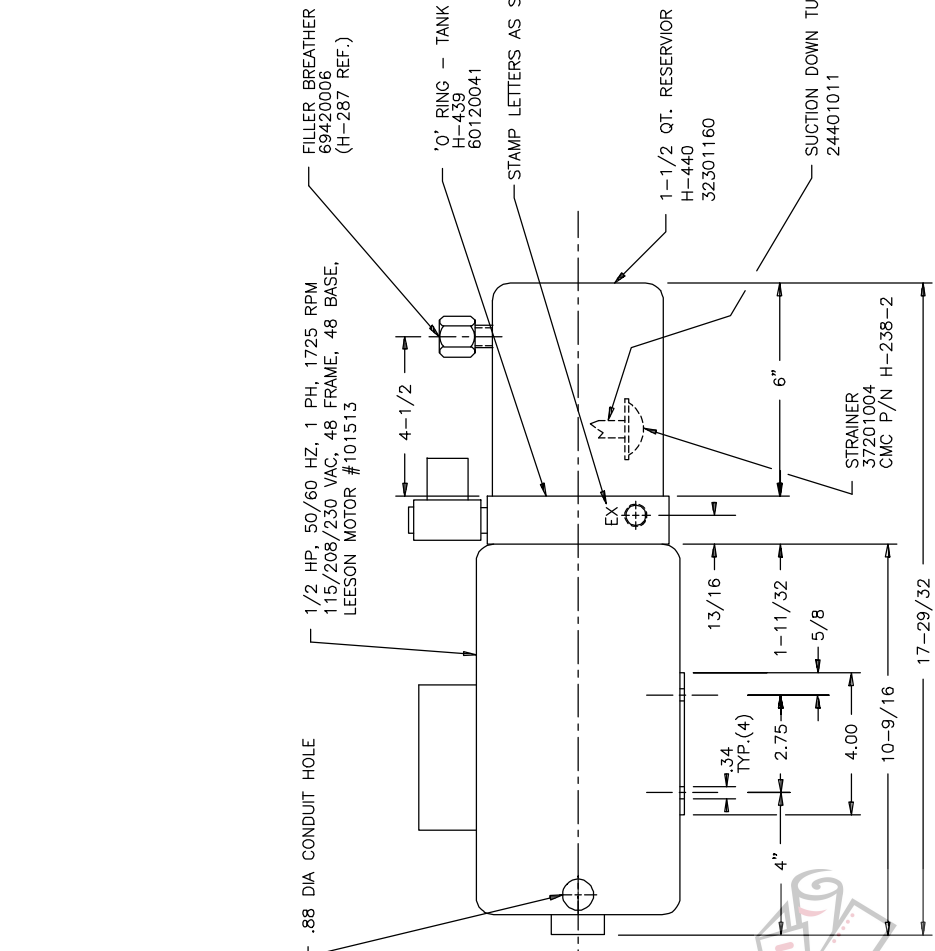 FILLER BREATHER
69420006
(H-287 REF.)
'O' RING - TANK
H-439
60120041
STAMP LETTERS AS S
1-1/2 QT. RESERVIOR
H-440
32301160
SUCTION DOWN TU
24401011
1/2 HP, 50/60 HZ, 1 PH, 1725 RPM
115/208/230 VAC, 48 FRAME, 48 BASE,
LEESON MOTOR #101513
4-1/2
EX
6"
STRAINER
37201004
CMC P/N H-238-2
13/16
1-11/32
5/8
17-29/32
10-9/16
.34
TYP.(4)
2.75
4.00
4"
- .88 DIA CONDUIT HOLE